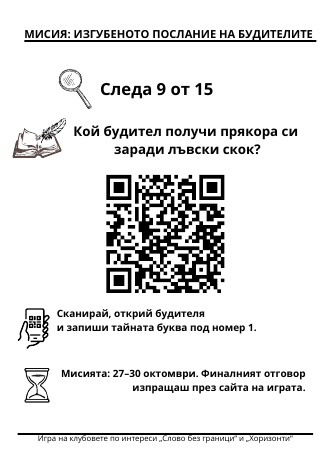 МИСИЯ: ИЗГУБЕНОТО ПОСЛАНИЕ НА БУДИТЕЛИТЕ
Следа 9 от 15
Кой будител получи прякора си
заради лъвски скок?
Сканирай, открий будителя
и запиши тайната буква под номер 1.
Мисията: 27–30 октомври. Финалният отговор
изпращаш през сайта на играта.
Игра на клубовете по интереси „Слово без граници“ и „Хоризонти“